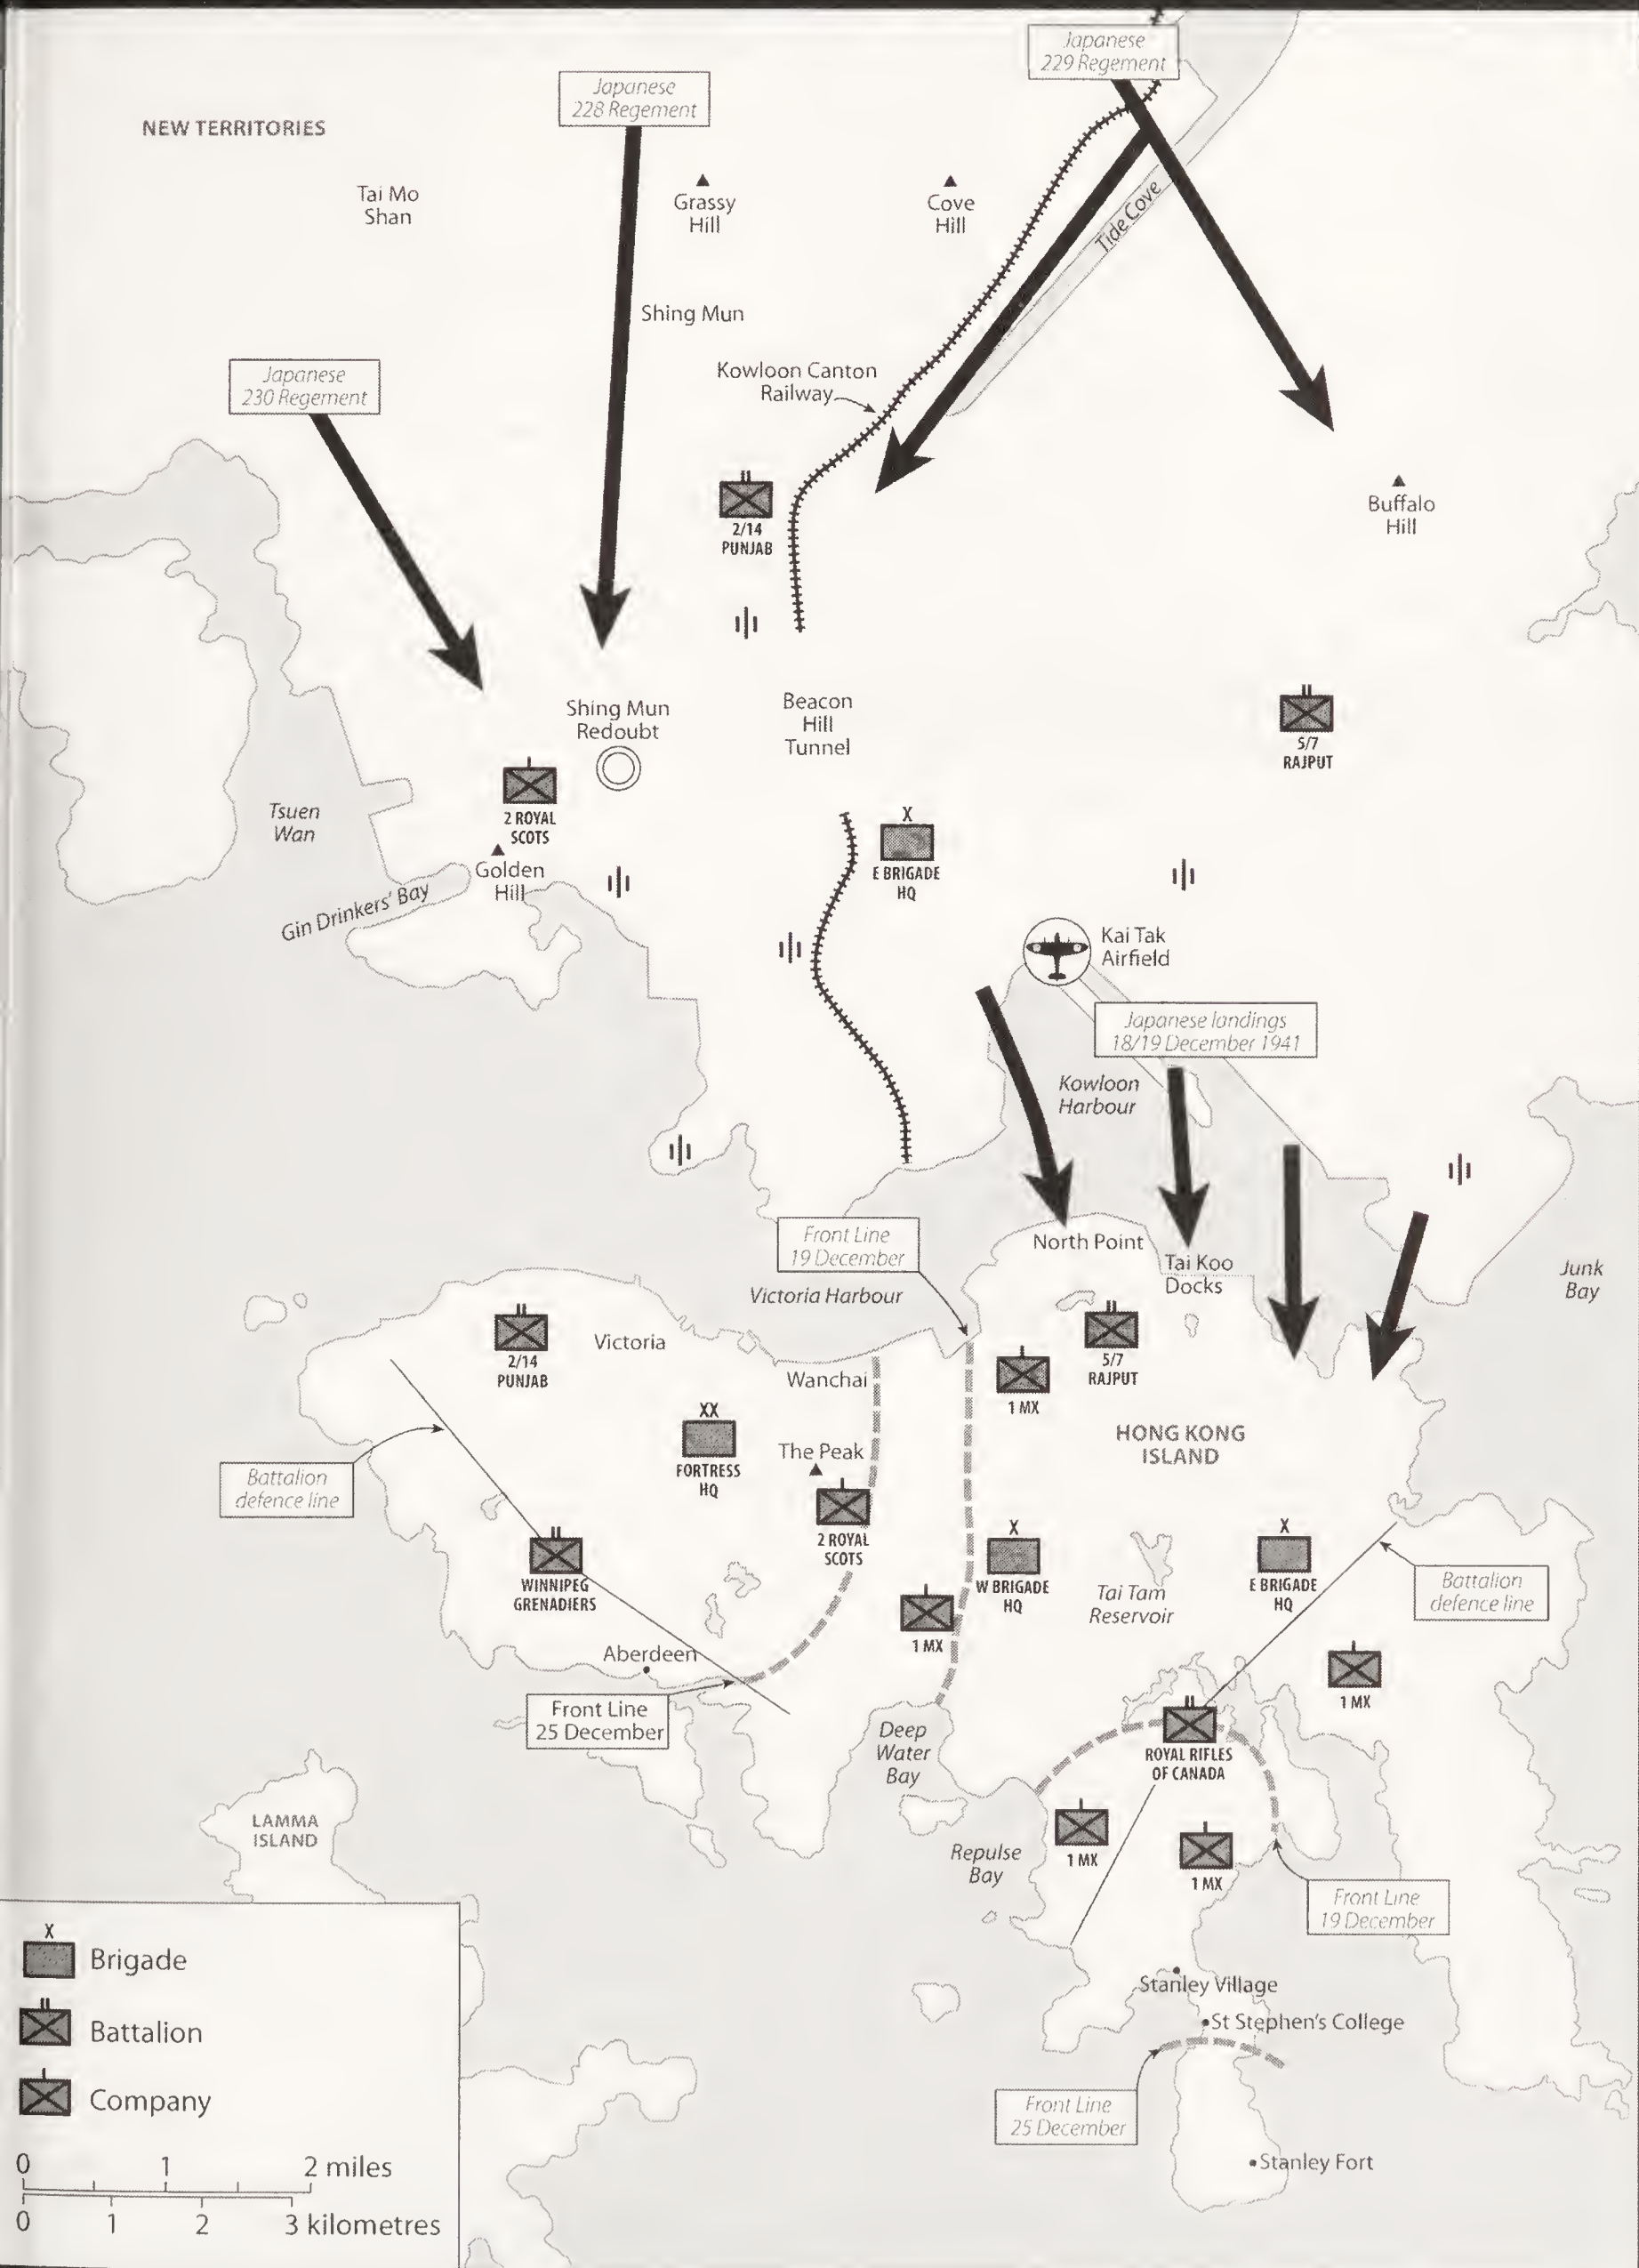 Japanese
229 Regement
Japanese
228 Regement
NEW TERRITORIES
Tai Mo
Shan
Grassy
Hill
Cove
Hill
Tide Cove
Shing Mun
Kowloon Canton
Railway
Japanese
230 Regement
2/14
PUNJAB
Buffalo
Hill
Shing Mun
Redoubt
Beacon
Hill
Tunnel
5/7
RAJPUT
Tsuen
Wan
2 ROYAL
SCOTS
Golden
Hill
Gin Drinkers' Bay
X
E BRIGADE
HQ
Kai Tak
Airfield
Japanese landings
18/19 December 1941
Kowloon
Harbour
Front Line
19 December
Victoria Harbour
North Point
Tai Koo
Docks
Junk
Bay
2/14
PUNJAB
Victoria
Wanchai
5/7
RAJPUT
1 MX
XX
FORTRESS
HQ
The Peak
HONG KONG
ISLAND
Battalion
defence line
2 ROYAL
SCOTS
WINNIPEG
GRENADIERS
X
W BRIGADE
HQ
Tai Tam
Reservoir
X
E BRIGADE
HQ
Battalion
defence line
1 MX
Aberdeen
1 MX
Front Line
25 December
Deep
Water
Bay
ROYAL RIFLES
OF CANADA
LAMMA
ISLAND
Repulse
Bay
1 MX
1 MX
Front Line
19 December
Stanley Village
St Stephen's College
Front Line
25 December
Stanley Fort
X
Brigade
Battalion
Company
0 1 2 miles
0 1 2 3 kilometres